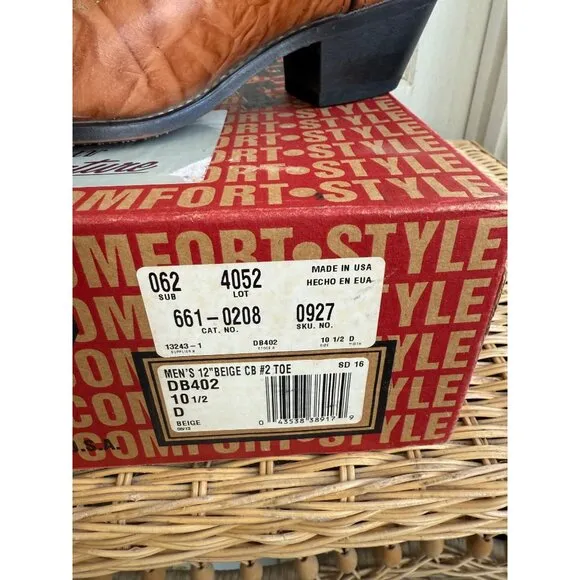 COMFORT•STYLE
OMFORT•STYLE
062 4052 MADE IN USA
SUB LOT HECHO EN EUA
661-0208 0927
CAT. NO. SKU. NO.
13243-1 DB402 10 1/2 D
MEN'S 12"BEIGE CB #2 TOE SD 16
DB402
10 1/2
D
BEIGE
0 43538 38917 9
U.S.A. COMFORT•STYLE